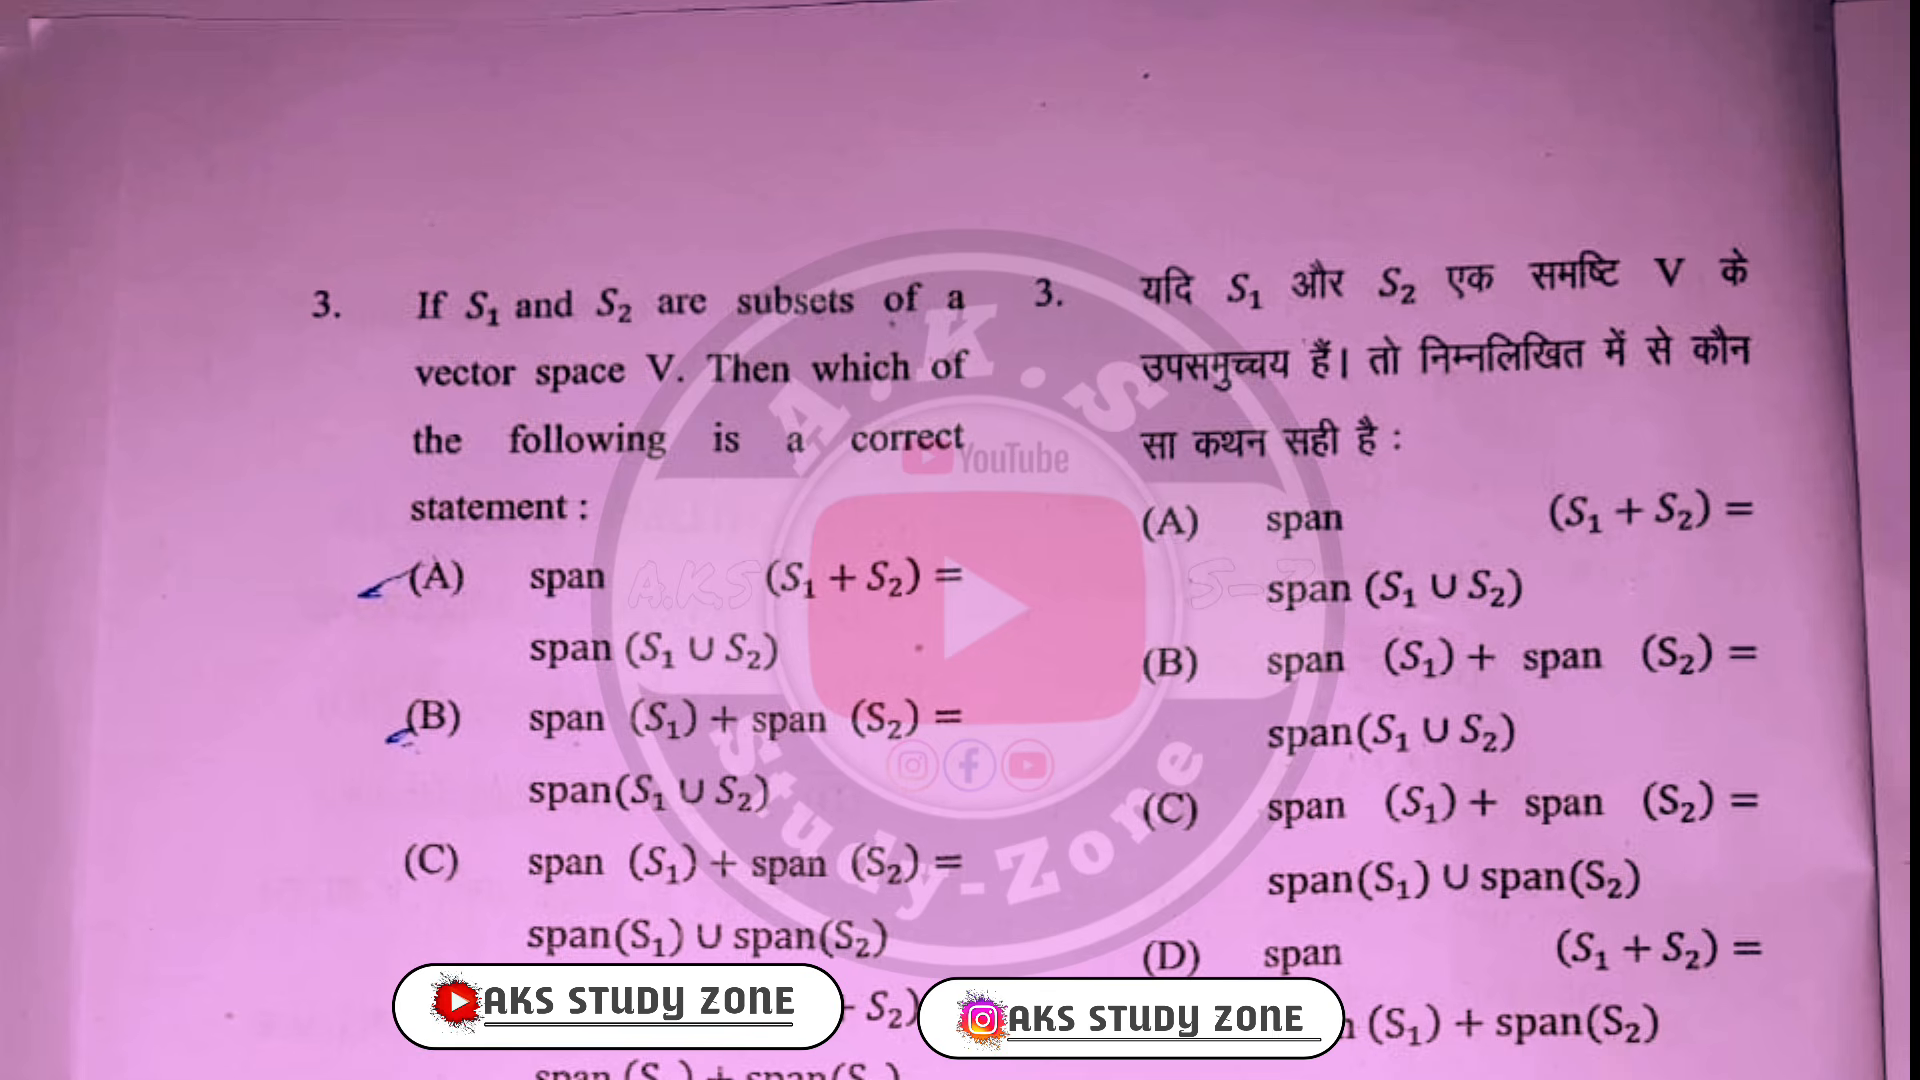 3. If S₁ and S₂ are subsets of a
vector space V. Then which of
the following is a correct
statement :
(A) span (S₁ + S₂) =
span (S₁ ∪ S₂)
(B) span (S₁) + span (S₂) =
span(S₁ ∪ S₂)
(C) span (S₁) + span (S₂) =
span(S₁) ∪ span(S₂)
S₂)
span (S ) + span(S )
3. यदि S₁ और S₂ एक समष्टि V के
उपसमुच्चय हैं। तो निम्नलिखित में से कौन
सा कथन सही है :
(A) span (S₁ + S₂) =
span (S₁ ∪ S₂)
(B) span (S₁) + span (S₂) =
span(S₁ ∪ S₂)
(C) span (S₁) + span (S₂) =
span(S₁) ∪ span(S₂)
(D) span (S₁ + S₂) =
(S₁) + span(S₂)
A.K.S
YouTube
A.K.S
S-Z
Study-Zone
AKS STUDY ZONE
AKS STUDY ZONE